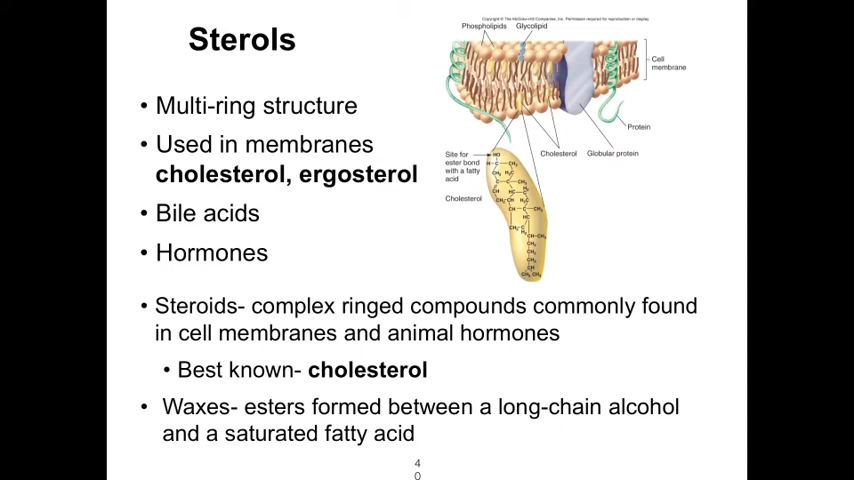 Sterols
• Multi-ring structure
• Used in membranes
cholesterol, ergosterol
• Bile acids
• Hormones
• Steroids- complex ringed compounds commonly found
in cell membranes and animal hormones
• Best known- cholesterol
• Waxes- esters formed between a long-chain alcohol
and a saturated fatty acid
Copyright © The McGraw-Hill Companies, Inc. Permission required for reproduction or display.
Phospholipids Glycolipid
Cell
membrane
Protein
Site for
ester bond
with a fatty
acid
Cholesterol Globular protein
Cholesterol
HO
4
0